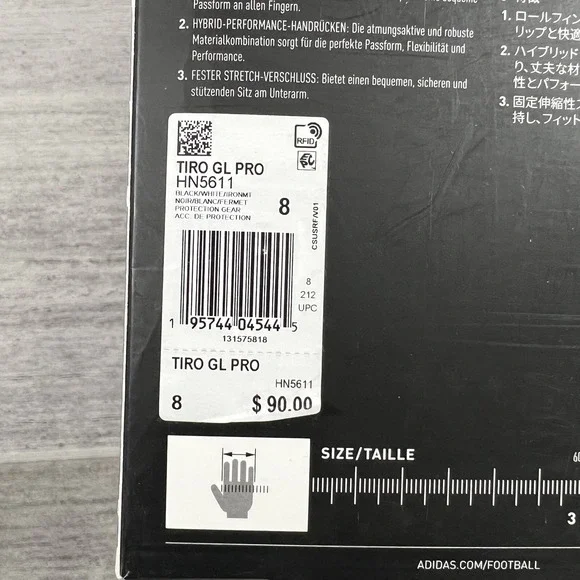 Passform an allen Fingern.
2. HYBRID-PERFORMANCE-HANDRÜCKEN: Die atmungsaktive und robuste
Materialkombination sorgt für die perfekte Passform, Flexibilität und
Performance.
3. FESTER STRETCH-VERSCHLUSS: Bietet einen bequemen, sicheren und
stützenden Sitz am Unterarm.
1. ロールフィン
リップと快適
2. ハイブリッド
り、丈夫な材
性とパフォー
3. 固定伸縮性ス
持し、フィット
RFID
TIRO GL PRO
HN5611
BLACK/WHITE/IRONMT
NOIR/BLANC/FERMET
PROTECTION GEAR
ACC. DE PROTECTION
8
CSUSRF/V01
8
212
UPC
1 95744 04544 5
131575818
TIRO GL PRO
HN5611
8 $ 90.00
SIZE/TAILLE
60
3
ADIDAS.COM/FOOTBALL